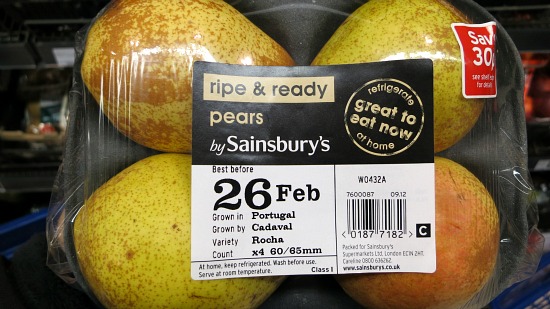 Save
30
see shelf edge
for details
ripe & ready
pears
by Sainsbury's
refrigerate
great to
eat now
at home
Best before
26 Feb
Grown in Portugal
Grown by Cadaval
Variety Rocha
Count x4 60/65mm
At home, keep refrigerated. Wash before use.
Serve at room temperature. Class I
W0432A
7600087 09.12
<0187 7182>
C
Packed for Sainsbury's
Supermarkets Ltd. London EC1N 2HT.
Careline 0800 636262.
www.sainsburys.co.uk